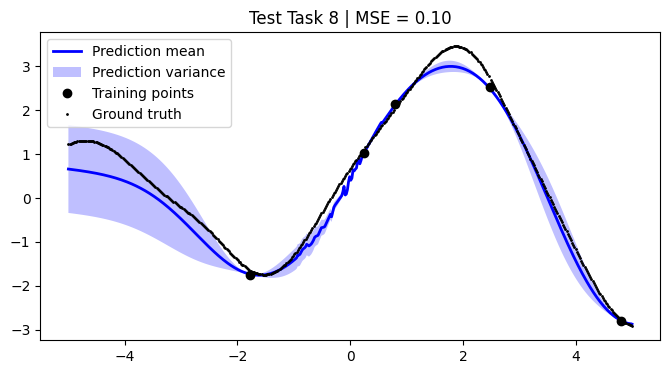 Test Task 8 | MSE = 0.10
Prediction mean
Prediction variance
Training points
Ground truth
3
2
1
0
−1
−2
−3
−4
−2
0
2
4